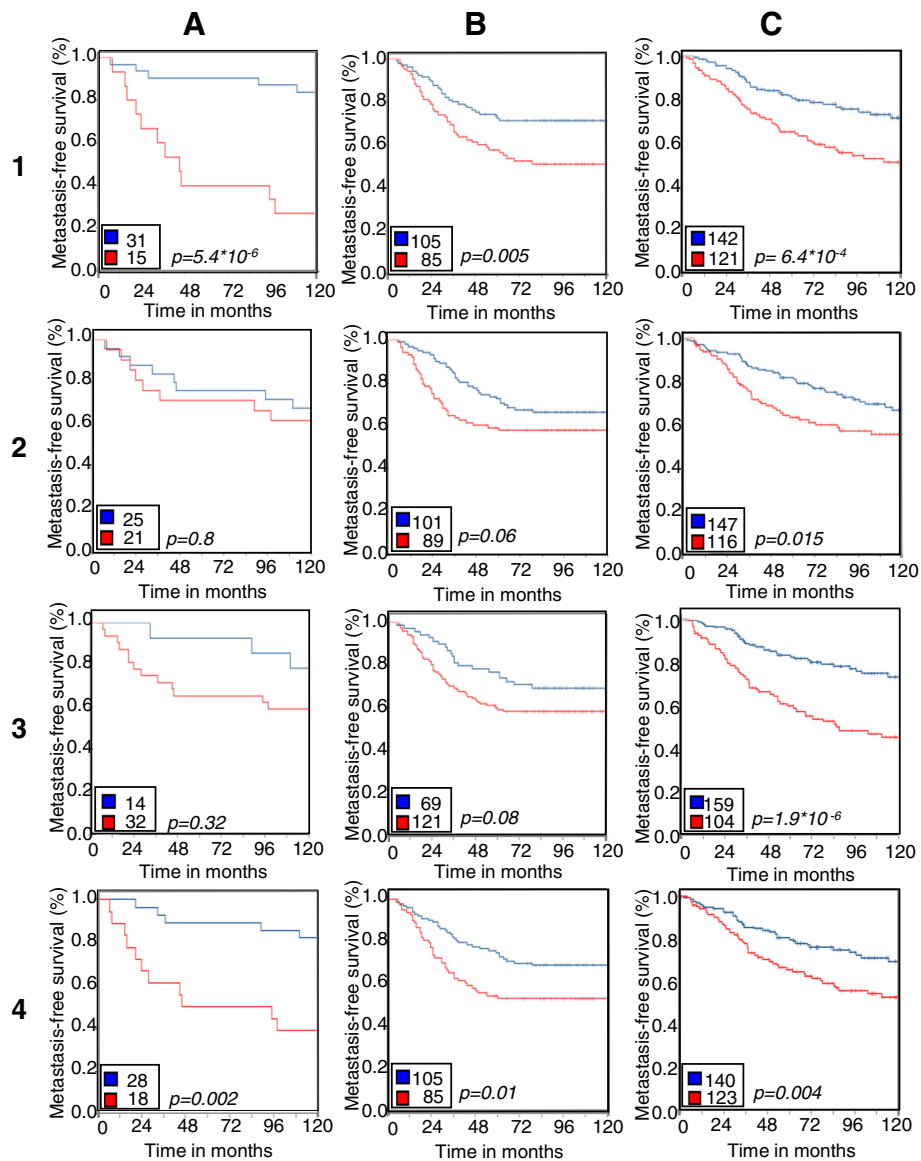 A B C
1
Metastasis-free survival (%)
1.0
0.8
0.6
0.4
0.2
0.0
31
15
p=5.4*10-6
0 24 48 72 96 120
Time in months
Metastasis-free survival (%)
1.0
0.8
0.6
0.4
0.2
0.0
105
85
p=0.005
0 24 48 72 96 120
Time in months
Metastasis-free survival (%)
1.0
0.8
0.6
0.4
0.2
0.0
142
121
p= 6.4*10-4
0 24 48 72 96 120
Time in months
2
Metastasis-free survival (%)
1.0
0.8
0.6
0.4
0.2
0.0
25
21
p=0.8
0 24 48 72 96 120
Time in months
Metastasis-free survival (%)
1.0
0.8
0.6
0.4
0.2
0.0
101
89
p=0.06
0 24 48 72 96 120
Time in months
Metastasis-free survival (%)
1.0
0.8
0.6
0.4
0.2
0.0
147
116
p=0.015
0 24 48 72 96 120
Time in months
3
Metastasis-free survival (%)
1.0
0.8
0.6
0.4
0.2
0.0
14
32
p=0.32
0 24 48 72 96 120
Time in months
Metastasis-free survival (%)
1.0
0.8
0.6
0.4
0.2
0.0
69
121
p=0.08
0 24 48 72 96 120
Time in months
Metastasis-free survival (%)
1.0
0.8
0.6
0.4
0.2
0.0
159
104
p=1.9*10-6
0 24 48 72 96 120
Time in months
4
Metastasis-free survival (%)
1.0
0.8
0.6
0.4
0.2
0.0
28
18
p=0.002
0 24 48 72 96 120
Time in months
Metastasis-free survival (%)
1.0
0.8
0.6
0.4
0.2
0.0
105
85
p=0.01
0 24 48 72 96 120
Time in months
Metastasis-free survival (%)
1.0
0.8
0.6
0.4
0.2
0.0
140
123
p=0.004
0 24 48 72 96 120
Time in months